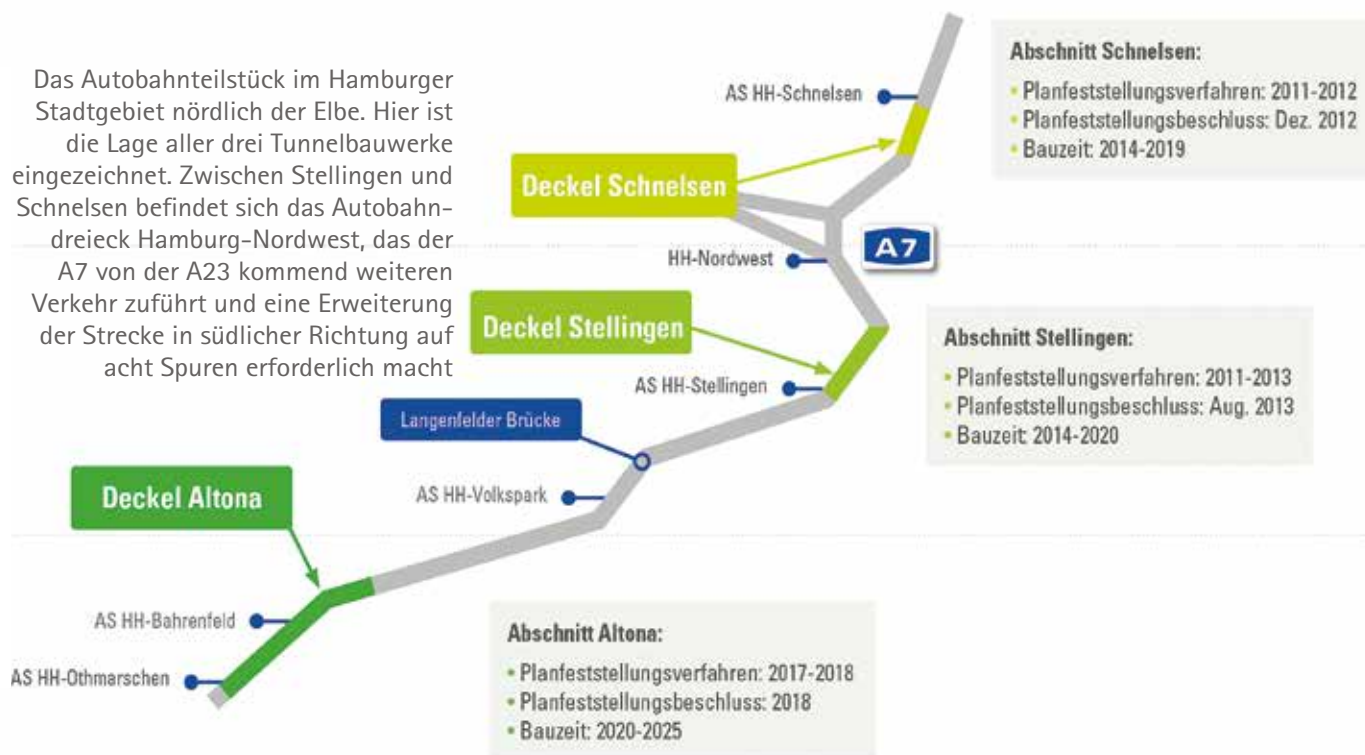 Das Autobahnteilstück im Hamburger
Stadtgebiet nördlich der Elbe. Hier ist
die Lage aller drei Tunnelbauwerke
eingezeichnet. Zwischen Stellingen und
Schnelsen befindet sich das Autobahn-
dreieck Hamburg-Nordwest, das der
A7 von der A23 kommend weiteren
Verkehr zuführt und eine Erweiterung
der Strecke in südlicher Richtung auf
acht Spuren erforderlich macht
AS HH-Schnelsen
Deckel Schnelsen
Abschnitt Schnelsen:
• Planfeststellungsverfahren: 2011-2012
• Planfeststellungsbeschluss: Dez. 2012
• Bauzeit: 2014-2019
HH-Nordwest
A7
Deckel Stellingen
AS HH-Stellingen
Abschnitt Stellingen:
• Planfeststellungsverfahren: 2011-2013
• Planfeststellungsbeschluss: Aug. 2013
• Bauzeit: 2014-2020
Langenfelder Brücke
AS HH-Volkspark
Deckel Altona
AS HH-Bahrenfeld
AS HH-Othmarschen
Abschnitt Altona:
• Planfeststellungsverfahren: 2017-2018
• Planfeststellungsbeschluss: 2018
• Bauzeit: 2020-2025